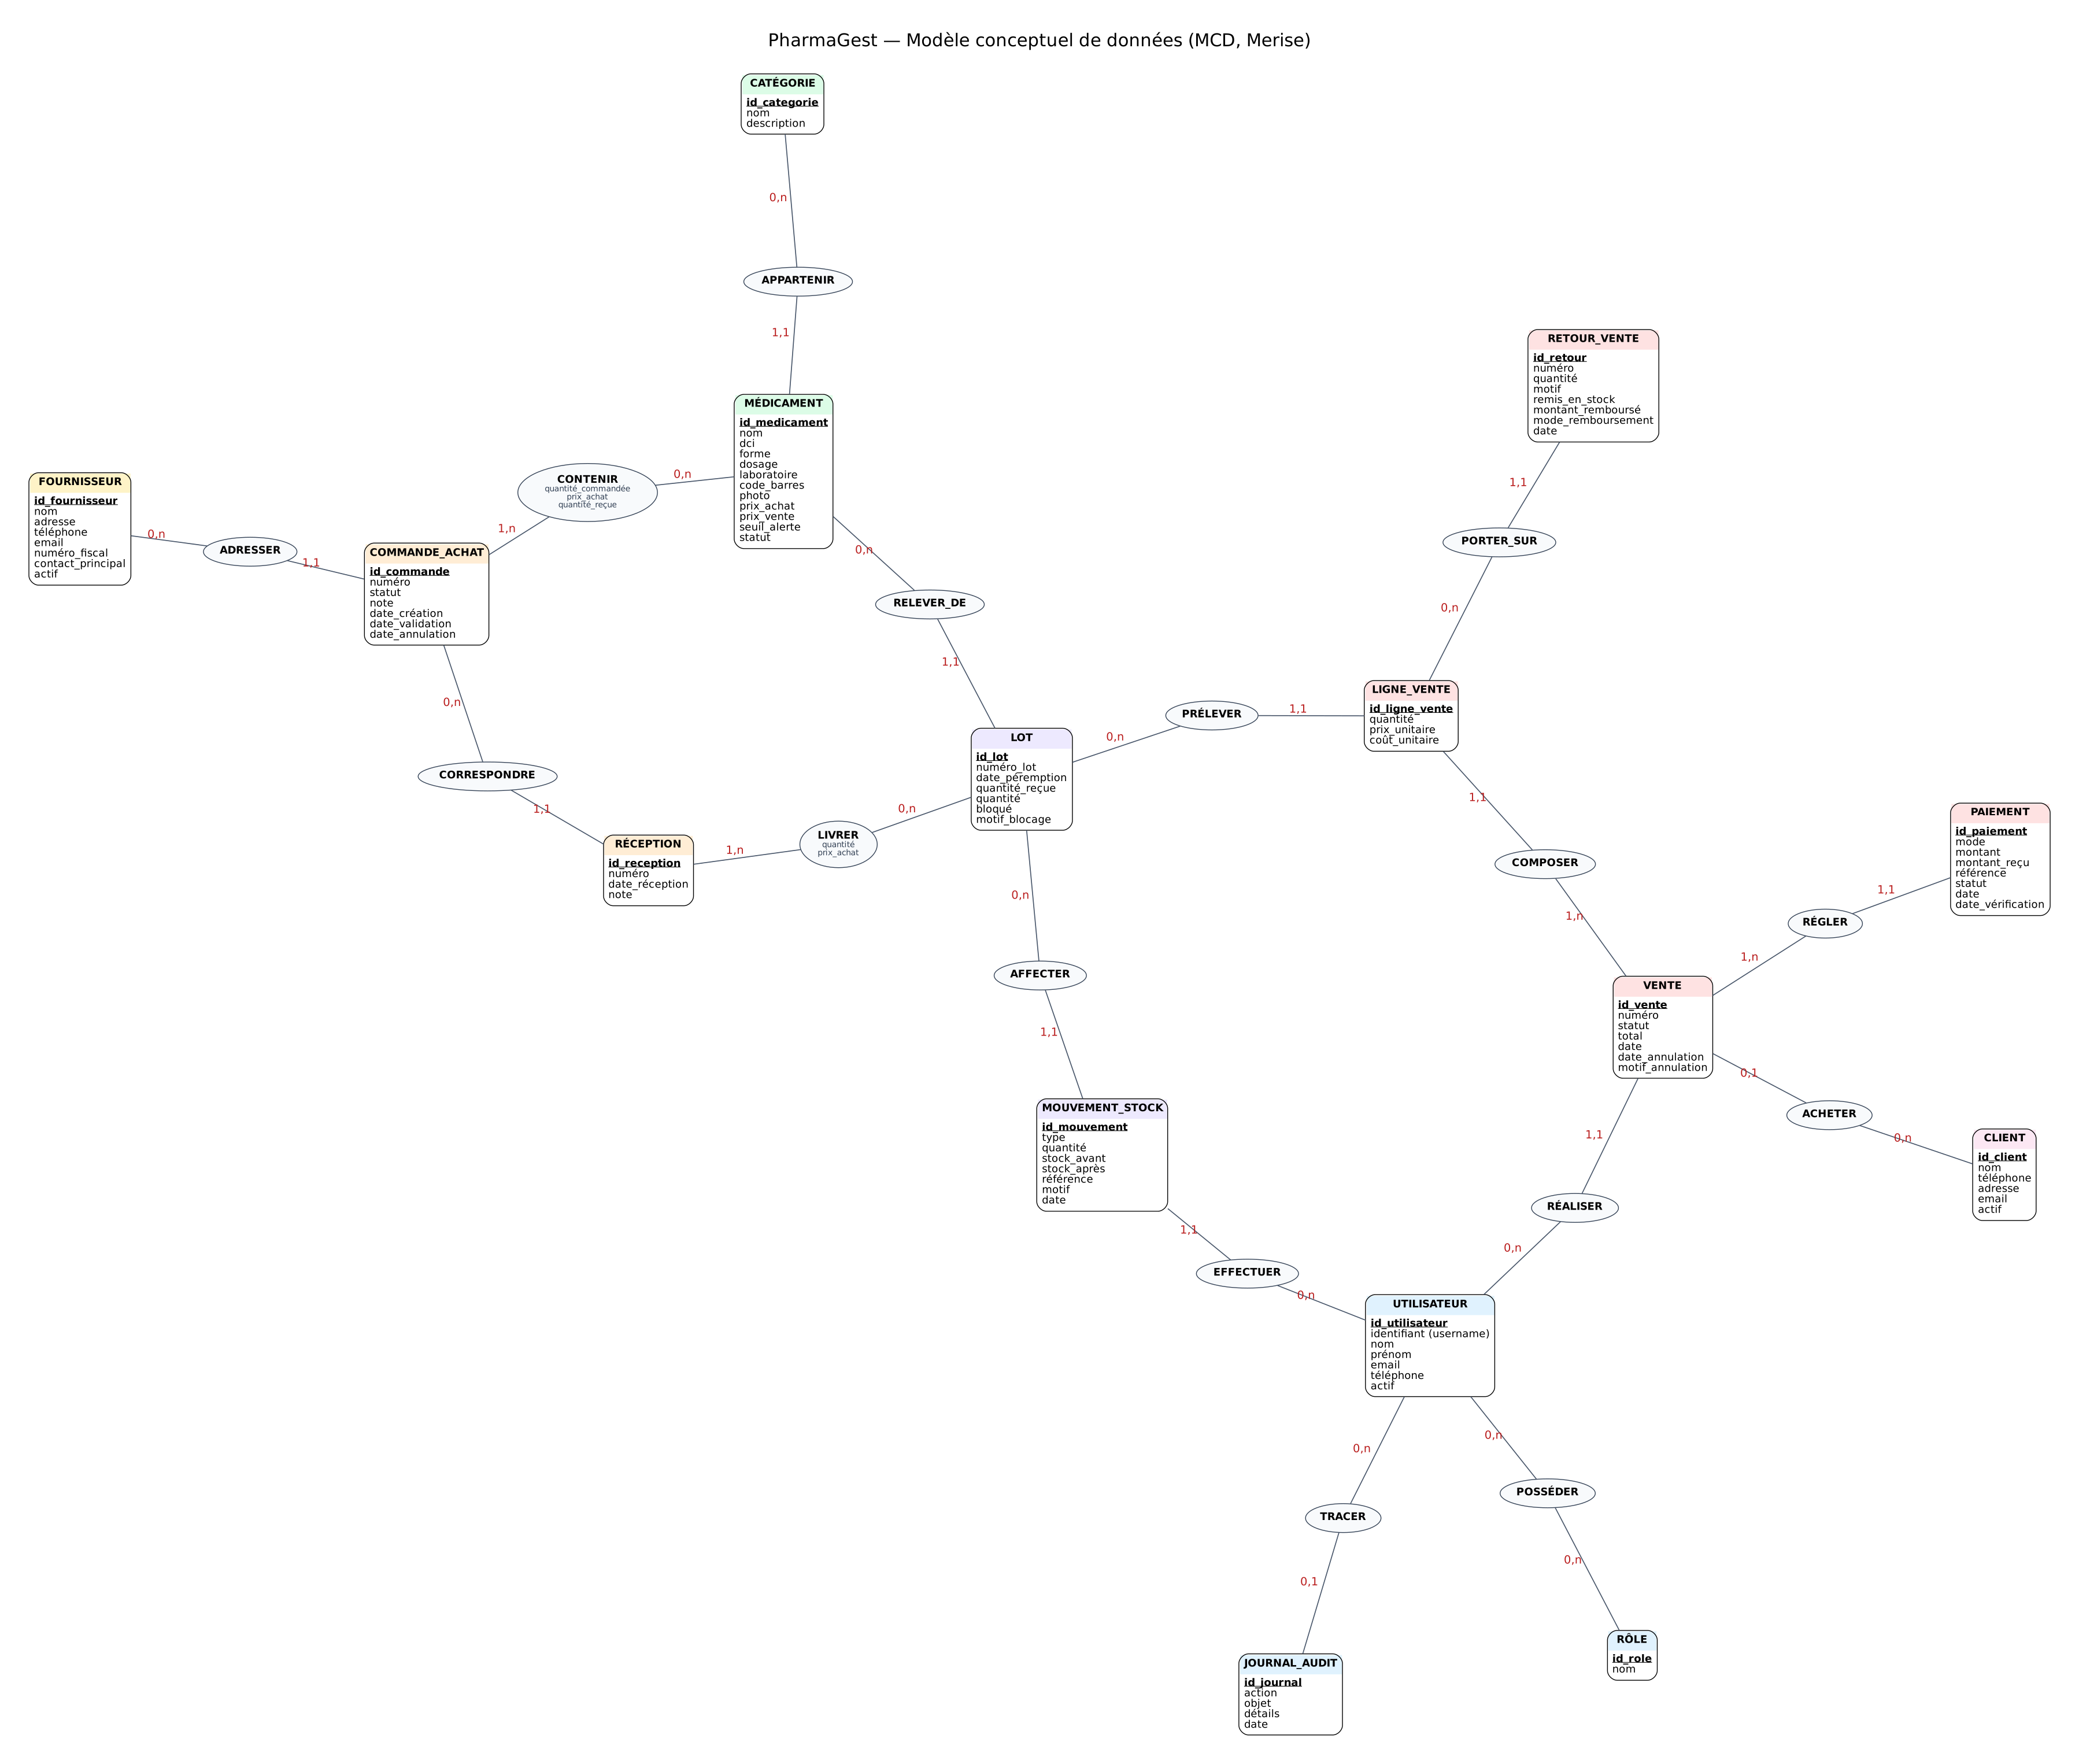 PharmaGest — Modèle conceptuel de données (MCD, Merise)
CATÉGORIE
id_categorie
nom
description
0,n
APPARTENIR
1,1
MÉDICAMENT
id_medicament
nom
dci
forme
dosage
laboratoire
code_barres
photo
prix_achat
prix_vente
seuil_alerte
statut
0,n
CONTENIR
quantité_commandée
prix_achat
quantité_reçue
1,n
FOURNISSEUR
id_fournisseur
nom
adresse
téléphone
email
numéro_fiscal
contact_principal
actif
0,n
ADRESSER
1,1
COMMANDE_ACHAT
id_commande
numéro
statut
note
date_création
date_validation
date_annulation
0,n
CORRESPONDRE
1,1
RÉCEPTION
id_reception
numéro
date_réception
note
1,n
LIVRER
quantité
prix_achat
0,n
0,n
RELEVER_DE
1,1
LOT
id_lot
numéro_lot
date_péremption
quantité_reçue
quantité
bloqué
motif_blocage
0,n
PRÉLEVER
1,1
LIGNE_VENTE
id_ligne_vente
quantité
prix_unitaire
coût_unitaire
0,n
PORTER_SUR
1,1
RETOUR_VENTE
id_retour
numéro
quantité
motif
remis_en_stock
montant_remboursé
mode_remboursement
date
1,1
COMPOSER
1,n
VENTE
id_vente
numéro
statut
total
date
date_annulation
motif_annulation
1,n
RÉGLER
1,1
PAIEMENT
id_paiement
mode
montant
montant_reçu
référence
statut
date
date_vérification
0,1
ACHETER
0,n
CLIENT
id_client
nom
téléphone
adresse
email
actif
0,n
AFFECTER
1,1
MOUVEMENT_STOCK
id_mouvement
type
quantité
stock_avant
stock_après
référence
motif
date
1,1
EFFECTUER
0,n
1,1
RÉALISER
0,n
UTILISATEUR
id_utilisateur
identifiant (username)
nom
prénom
email
téléphone
actif
0,n
TRACER
0,1
JOURNAL_AUDIT
id_journal
action
objet
détails
date
0,n
POSSÉDER
0,n
RÔLE
id_role
nom